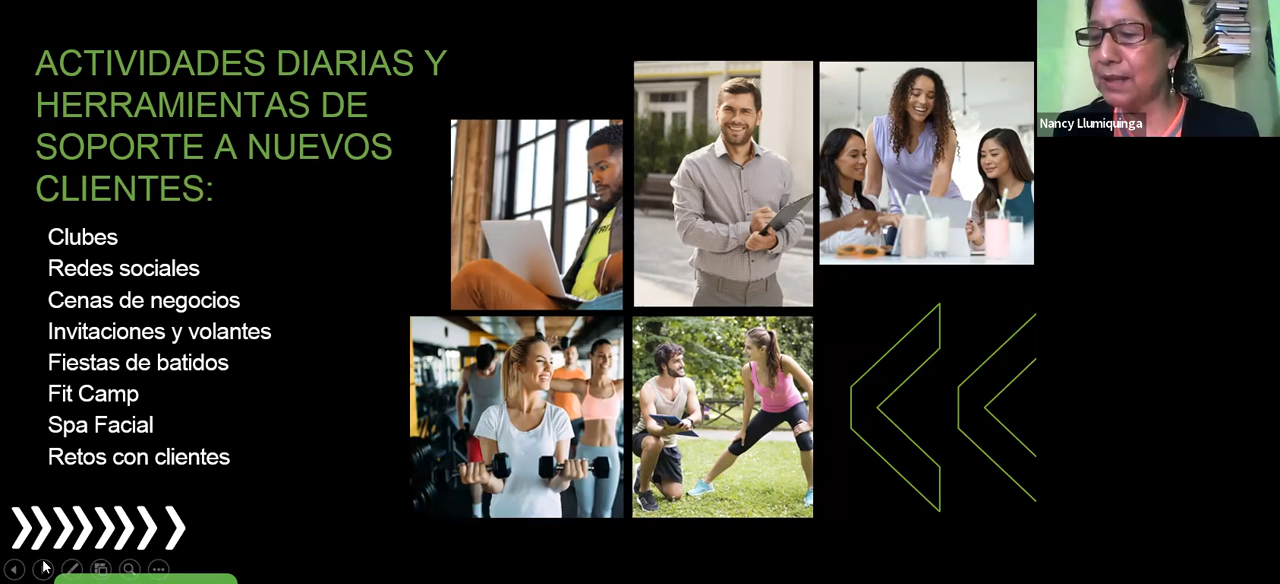 ACTIVIDADES DIARIAS Y
HERRAMIENTAS DE
SOPORTE A NUEVOS
CLIENTES:
Clubes
Redes sociales
Cenas de negocios
Invitaciones y volantes
Fiestas de batidos
Fit Camp
Spa Facial
Retos con clientes
Nancy Llumiquinga